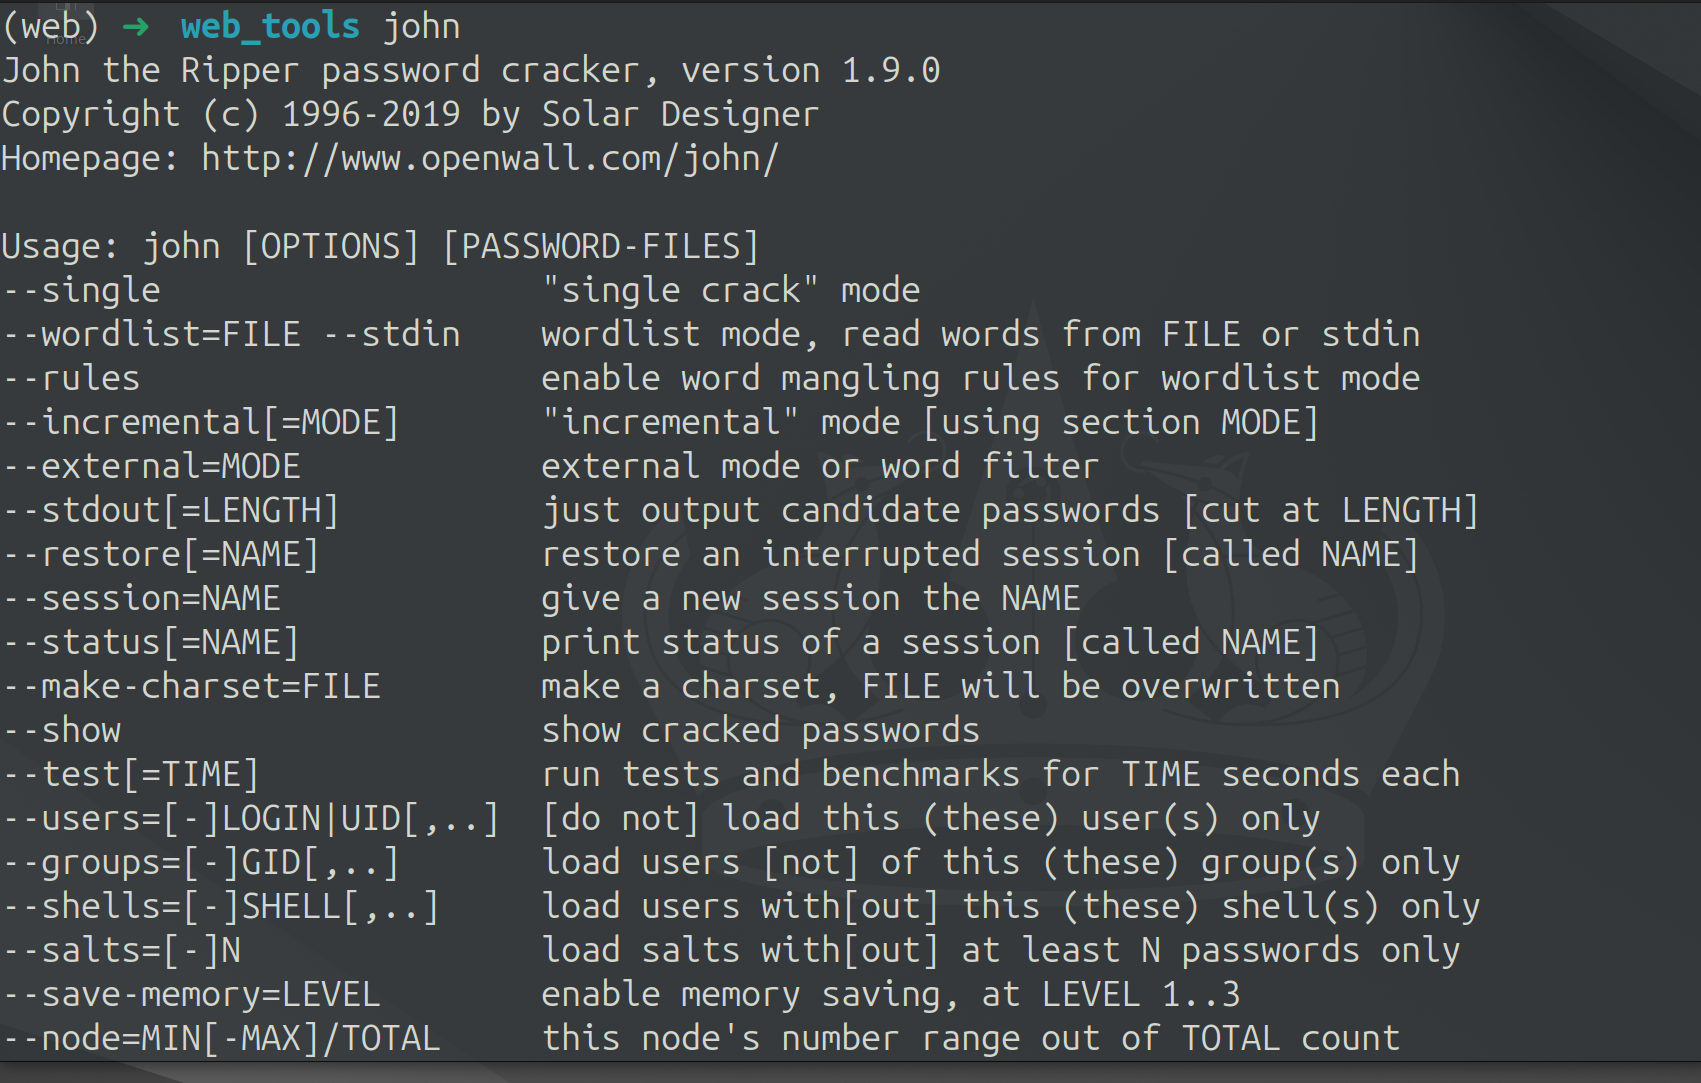 (web) ➜ web_tools john
John the Ripper password cracker, version 1.9.0
Copyright (c) 1996-2019 by Solar Designer
Homepage: http://www.openwall.com/john/
Usage: john [OPTIONS] [PASSWORD-FILES]
--single "single crack" mode
--wordlist=FILE --stdin wordlist mode, read words from FILE or stdin
--rules enable word mangling rules for wordlist mode
--incremental[=MODE] "incremental" mode [using section MODE]
--external=MODE external mode or word filter
--stdout[=LENGTH] just output candidate passwords [cut at LENGTH]
--restore[=NAME] restore an interrupted session [called NAME]
--session=NAME give a new session the NAME
--status[=NAME] print status of a session [called NAME]
--make-charset=FILE make a charset, FILE will be overwritten
--show show cracked passwords
--test[=TIME] run tests and benchmarks for TIME seconds each
--users=[-]LOGIN|UID[,..] [do not] load this (these) user(s) only
--groups=[-]GID[,..] load users [not] of this (these) group(s) only
--shells=[-]SHELL[,..] load users with[out] this (these) shell(s) only
--salts=[-]N load salts with[out] at least N passwords only
--save-memory=LEVEL enable memory saving, at LEVEL 1..3
--node=MIN[-MAX]/TOTAL this node's number range out of TOTAL count
Home